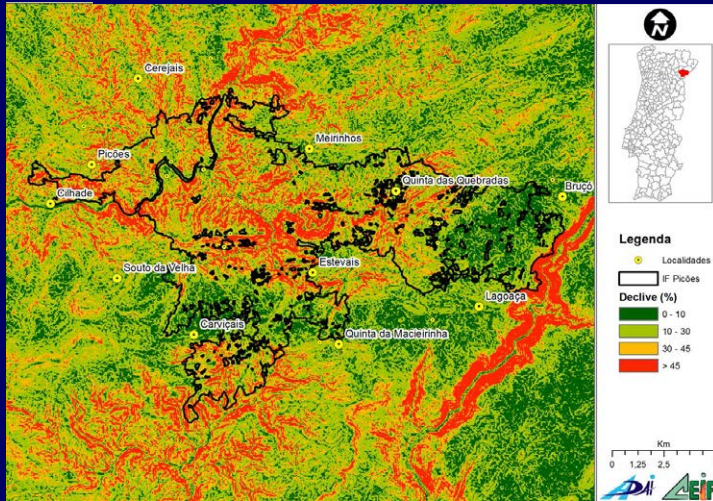 Cerejais
Meirinhos
Picões
Quinta das Quebradas
Bruçó
Cilhade
Souto da Velha
Estevais
Lagoaça
Carviçais
Quinta da Macieirinha
N
Legenda
Localidades
IF Picões
Declive (%)
0 - 10
10 - 30
30 - 45
> 45
Km
0 1,25 2,5
ADAI